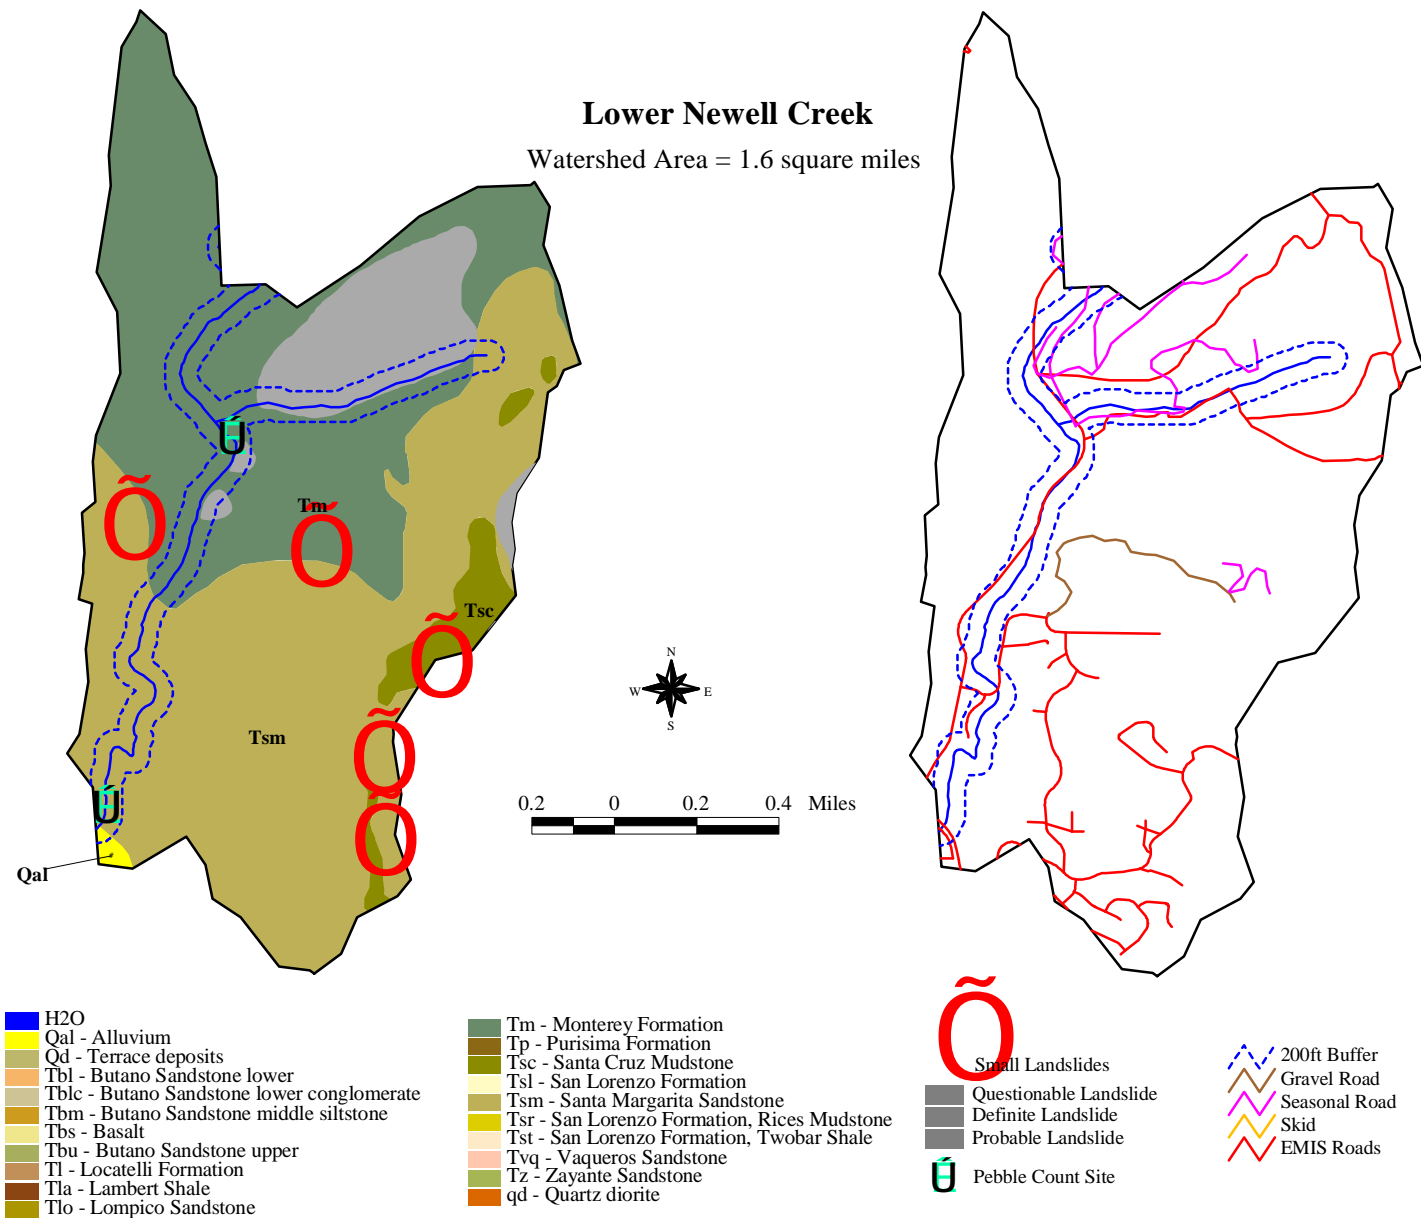 Lower Newell Creek
Watershed Area = 1.6 square miles
Tm
Tsc
Tsm
Qal
N
W E
S
0.2 0 0.2 0.4 Miles
H2O
Qal - Alluvium
Qd - Terrace deposits
Tbl - Butano Sandstone lower
Tblc - Butano Sandstone lower conglomerate
Tbm - Butano Sandstone middle siltstone
Tbs - Basalt
Tbu - Butano Sandstone upper
Tl - Locatelli Formation
Tla - Lambert Shale
Tlo - Lompico Sandstone
Tm - Monterey Formation
Tp - Purisima Formation
Tsc - Santa Cruz Mudstone
Tsl - San Lorenzo Formation
Tsm - Santa Margarita Sandstone
Tsr - San Lorenzo Formation, Rices Mudstone
Tst - San Lorenzo Formation, Twobar Shale
Tvq - Vaqueros Sandstone
Tz - Zayante Sandstone
qd - Quartz diorite
Small Landslides
Questionable Landslide
Definite Landslide
Probable Landslide
Pebble Count Site
200ft Buffer
Gravel Road
Seasonal Road
Skid
EMIS Roads